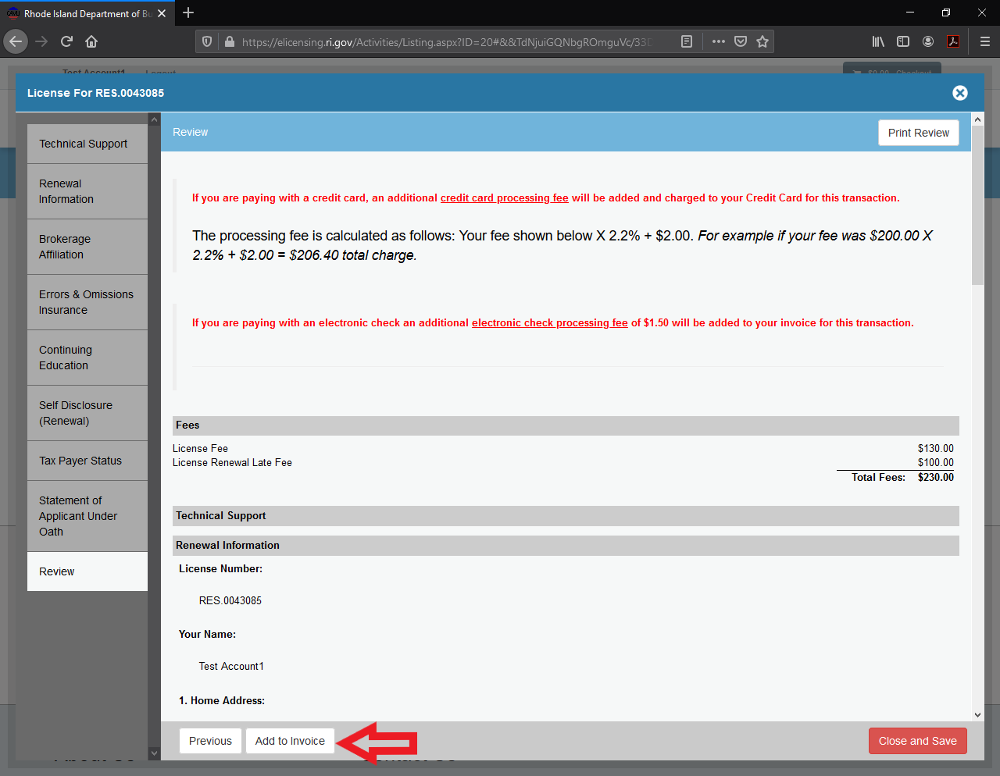 Rhode Island Department of Bu
https://elicensing.ri.gov/Activities/Listing.aspx?ID=20#&&TdNjuiGQNbgROmguVc/33D
Test Account1 Logout $0.00 Checkout
License For RES.0043085
Technical Support
Renewal
Information
Brokerage
Affiliation
Errors & Omissions
Insurance
Continuing
Education
Self Disclosure
(Renewal)
Tax Payer Status
Statement of
Applicant Under
Oath
Review
Review
Print Review
If you are paying with a credit card, an additional credit card processing fee will be added and charged to your Credit Card for this transaction.
The processing fee is calculated as follows: Your fee shown below X 2.2% + $2.00. For example if your fee was $200.00 X
2.2% + $2.00 = $206.40 total charge.
If you are paying with an electronic check an additional electronic check processing fee of $1.50 will be added to your invoice for this transaction.
Fees
License Fee $130.00
License Renewal Late Fee $100.00
Total Fees: $230.00
Technical Support
Renewal Information
License Number:
RES.0043085
Your Name:
Test Account1
1. Home Address:
Previous
Add to Invoice
Close and Save